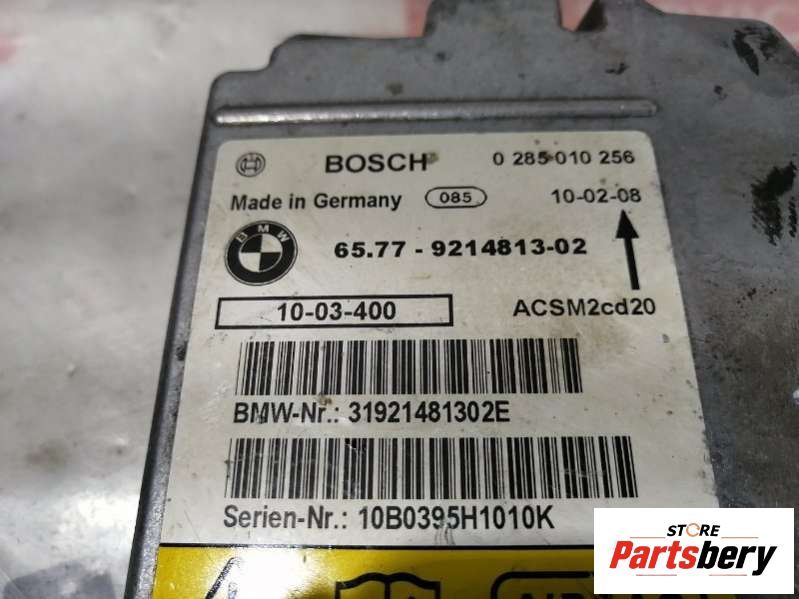 BOSCH 0 285 010 256
Made in Germany 085 10-02-08
BMW 65.77 - 9214813-02
10-03-400 ACSM2cd20
BMW-Nr.: 31921481302E
Serien-Nr.: 10B0395H1010K
STORE
Partsbery